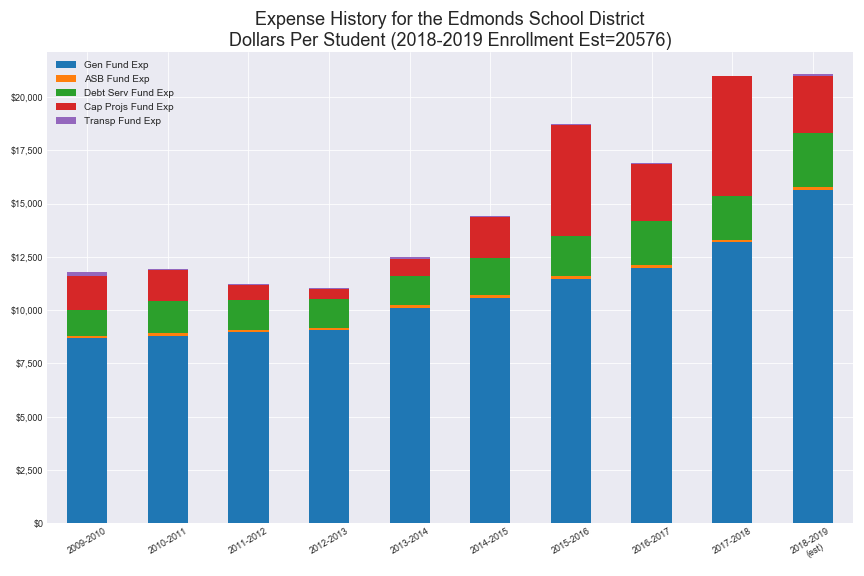 Expense History for the Edmonds School District
Dollars Per Student (2018-2019 Enrollment Est=20576)
Gen Fund Exp
ASB Fund Exp
Debt Serv Fund Exp
Cap Projs Fund Exp
Transp Fund Exp
$20,000
$17,500
$15,000
$12,500
$10,000
$7,500
$5,000
$2,500
$0
2009-2010
2010-2011
2011-2012
2012-2013
2013-2014
2014-2015
2015-2016
2016-2017
2017-2018
2018-2019
(est)